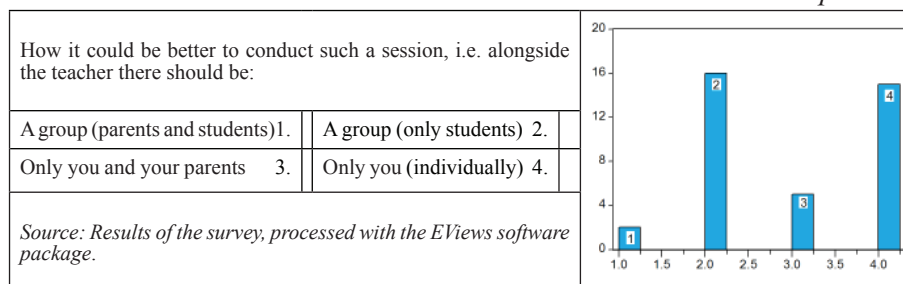 How it could be better to conduct such a session, i.e. alongside
the teacher there should be:
A group (parents and students)1.
A group (only students) 2.
Only you and your parents 3.
Only you (individually) 4.
Source: Results of the survey, processed with the EViews software
package.
20
16
12
8
4
0
1
2
3
4
1.0 1.5 2.0 2.5 3.0 3.5 4.0